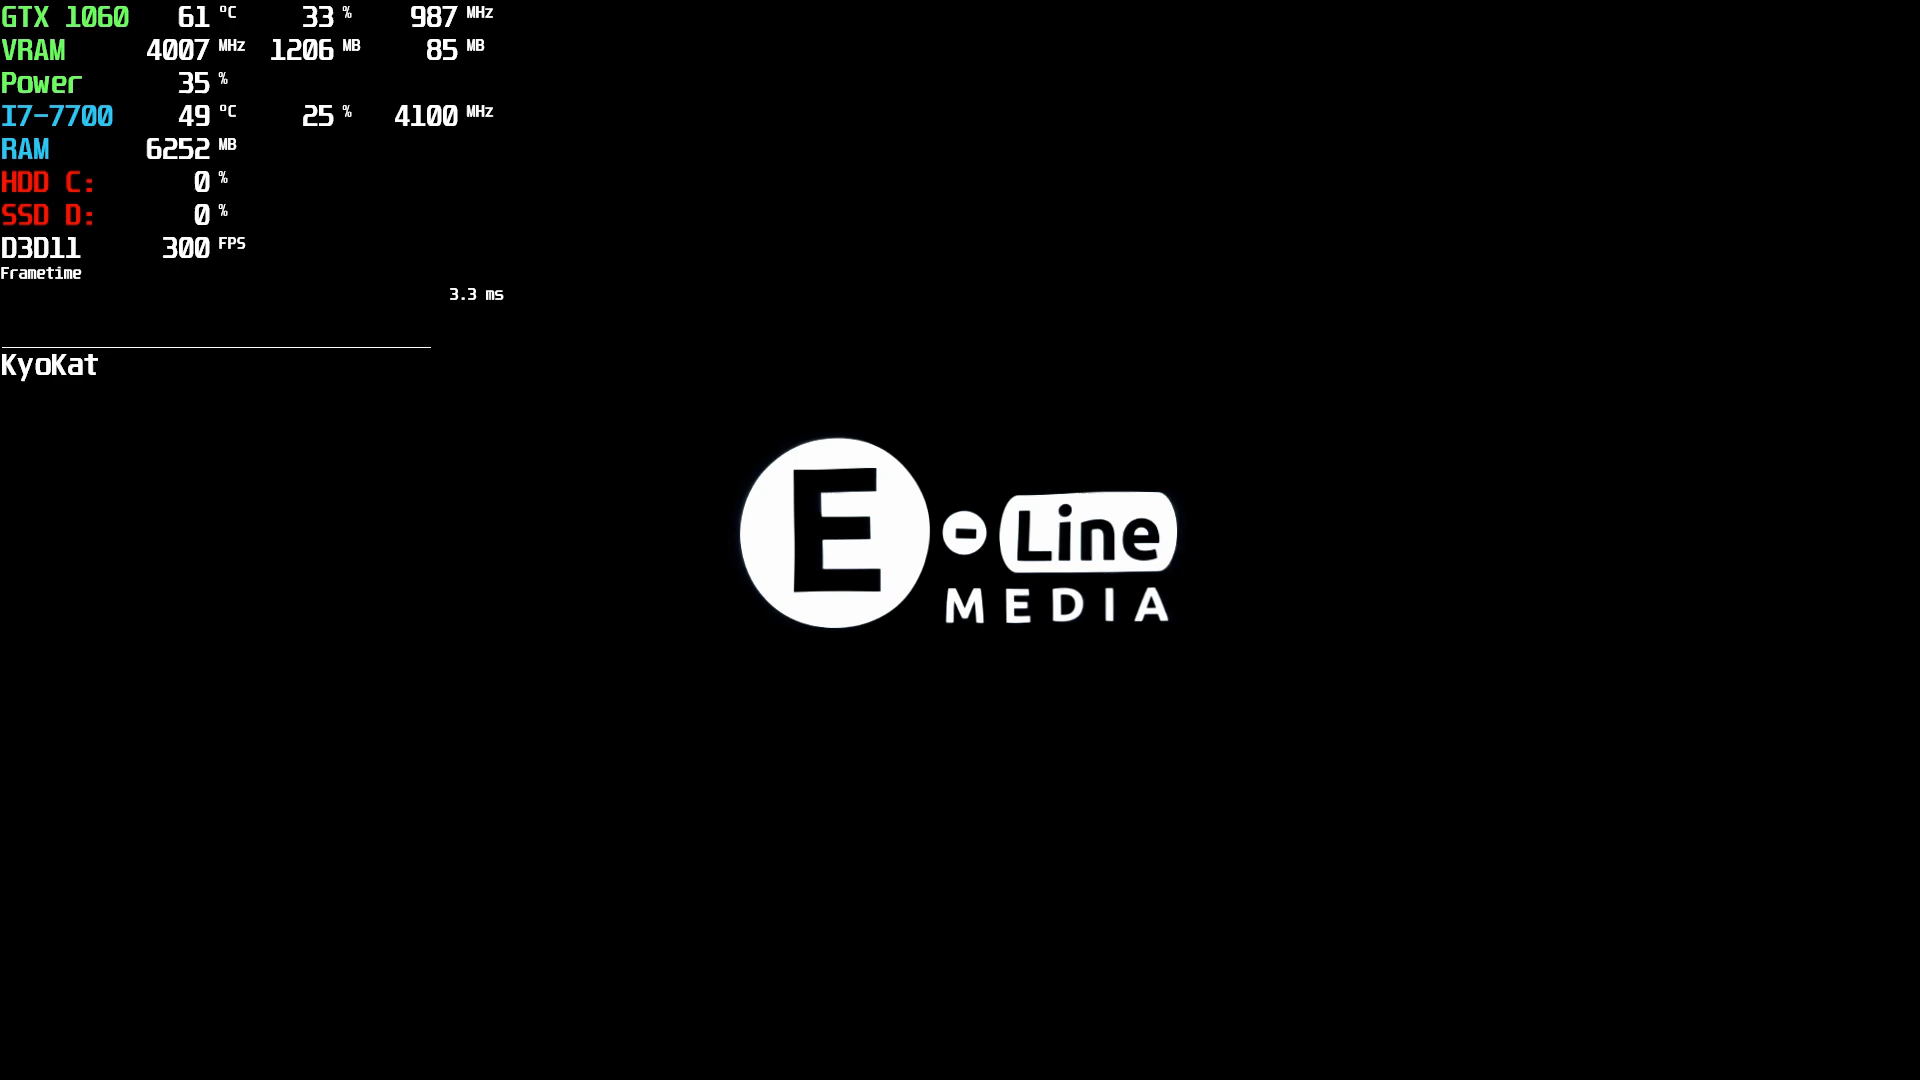 GTX 1060 61 °C 33 % 987 MHz
VRAM 4007 MHz 1206 MB 85 MB
Power 35 %
I7-7700 49 °C 25 % 4100 MHz
RAM 6252 MB
HDD C: 0 %
SSD D: 0 %
D3D11 300 FPS
Frametime
3.3 ms
KyoKat
E-Line
MEDIA